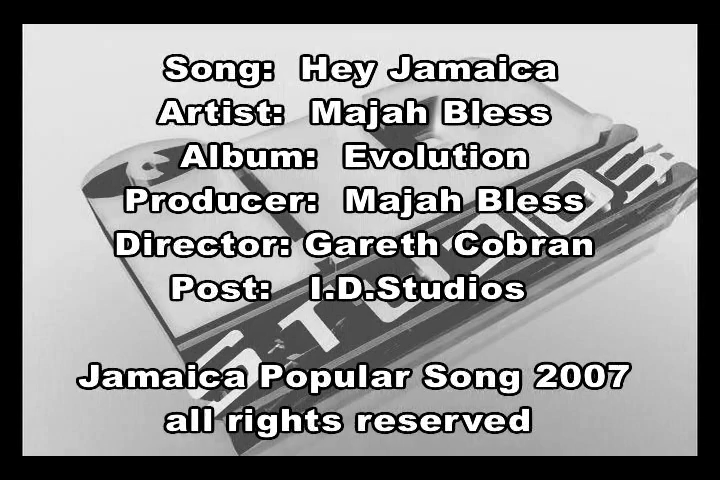 Song: Hey Jamaica
Artist: Majah Bless
Album: Evolution
Producer: Majah Bless
Director: Gareth Cobran
Post: I.D.Studios
STUDIOS
Jamaica Popular Song 2007
all rights reserved